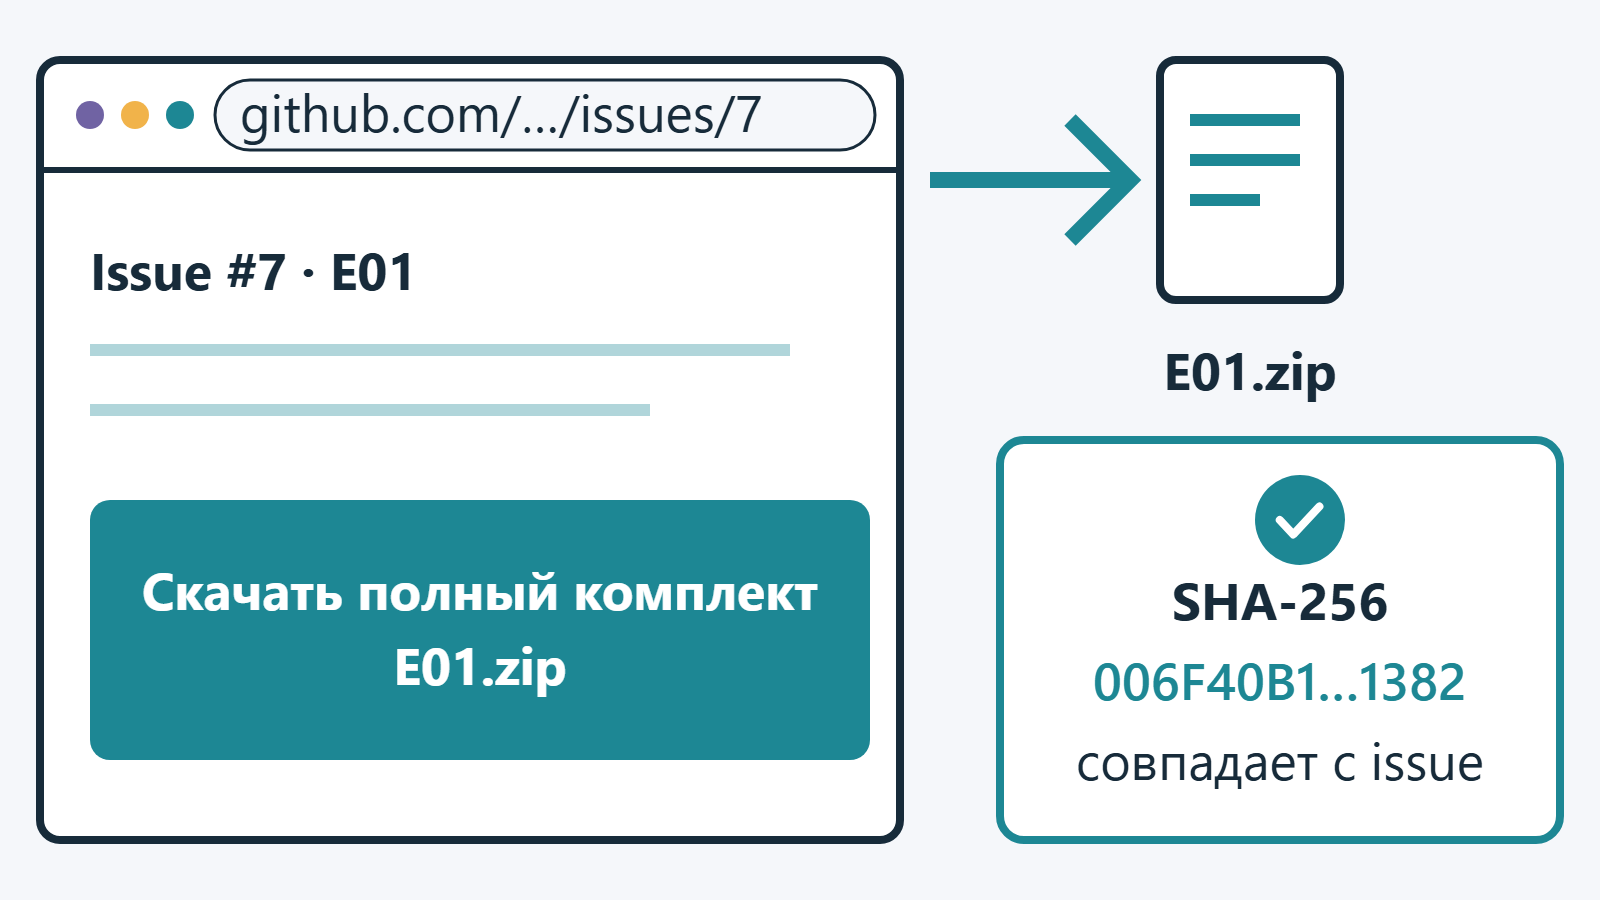 github.com/.../issues/7
Issue #7 · E01
Скачать полный комплект
E01.zip
E01.zip
SHA-256
006F40B1...1382
совпадает с issue